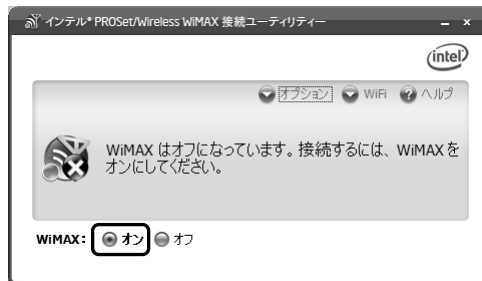 インテル® PROSet/Wireless WiMAX 接続ユーティリティー
intel
オプション WiFi ヘルプ
WiMAX はオフになっています。接続するには、WiMAX を
オンにしてください。
WiMAX： オン オフ